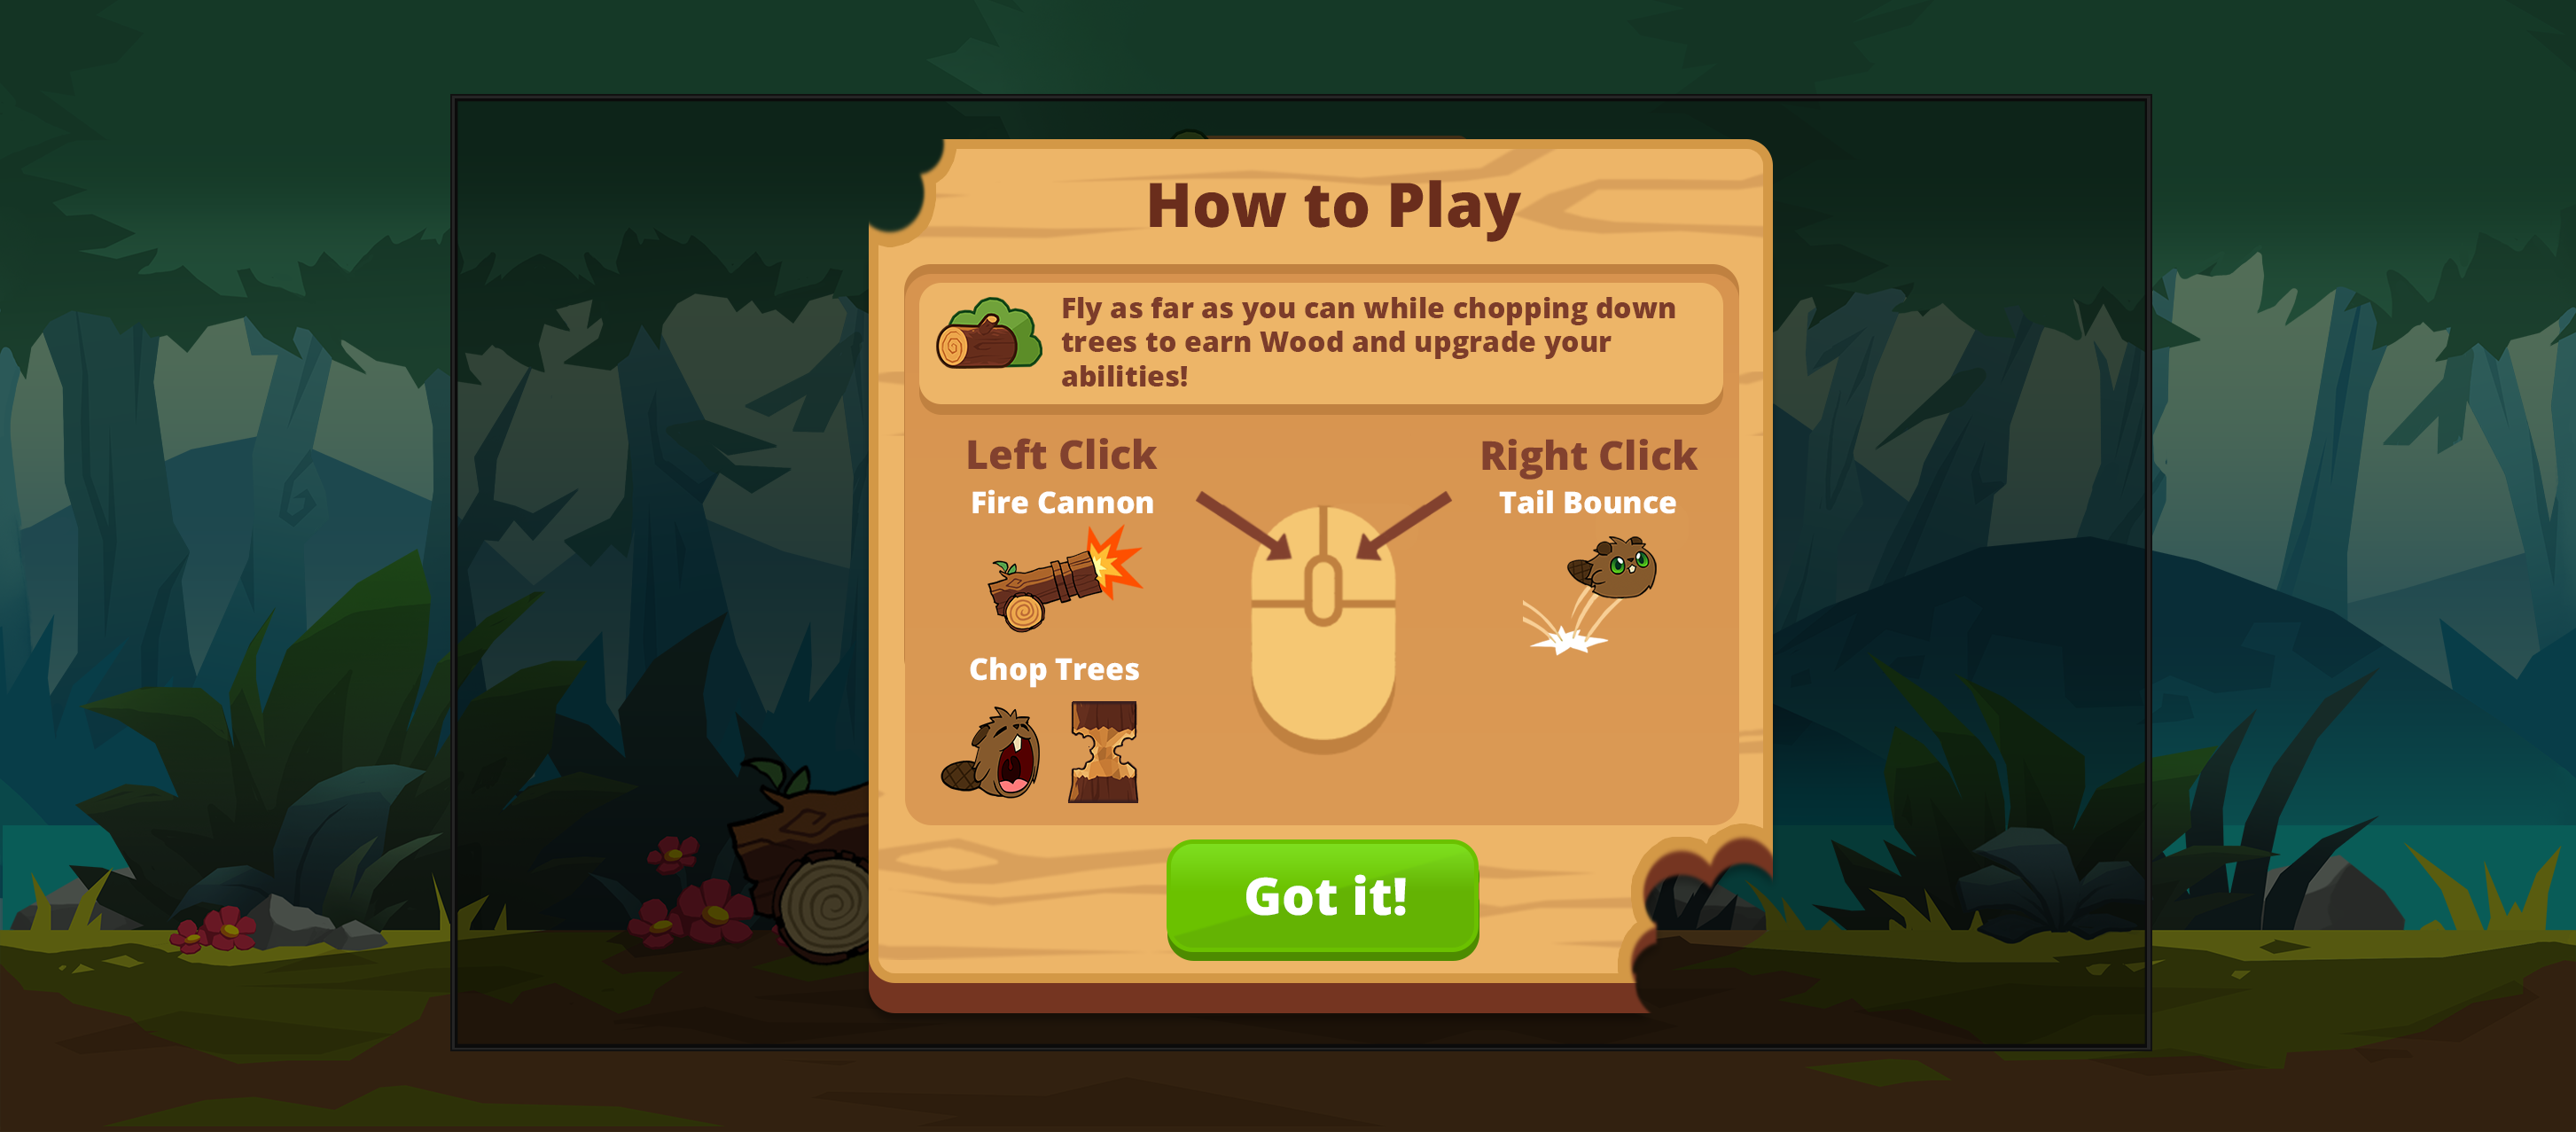 How to Play
Fly as far as you can while chopping down
trees to earn Wood and upgrade your
abilities!
Left Click
Fire Cannon
Chop Trees
Right Click
Tail Bounce
Got it!